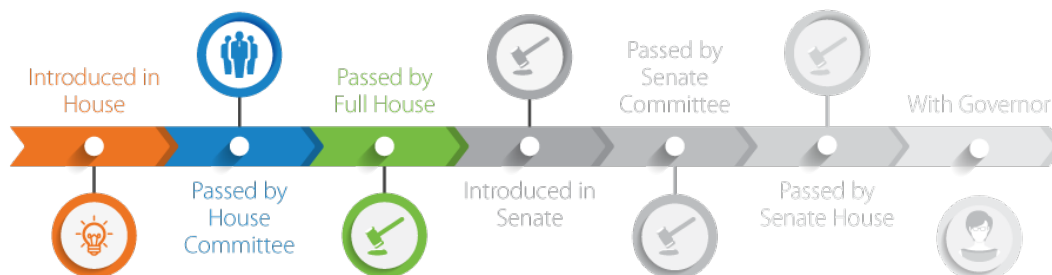 Introduced in
House
Passed by
House
Committee
Passed by
Full House
Introduced in
Senate
Passed by
Senate
Committee
Passed by
Senate House
With Governor